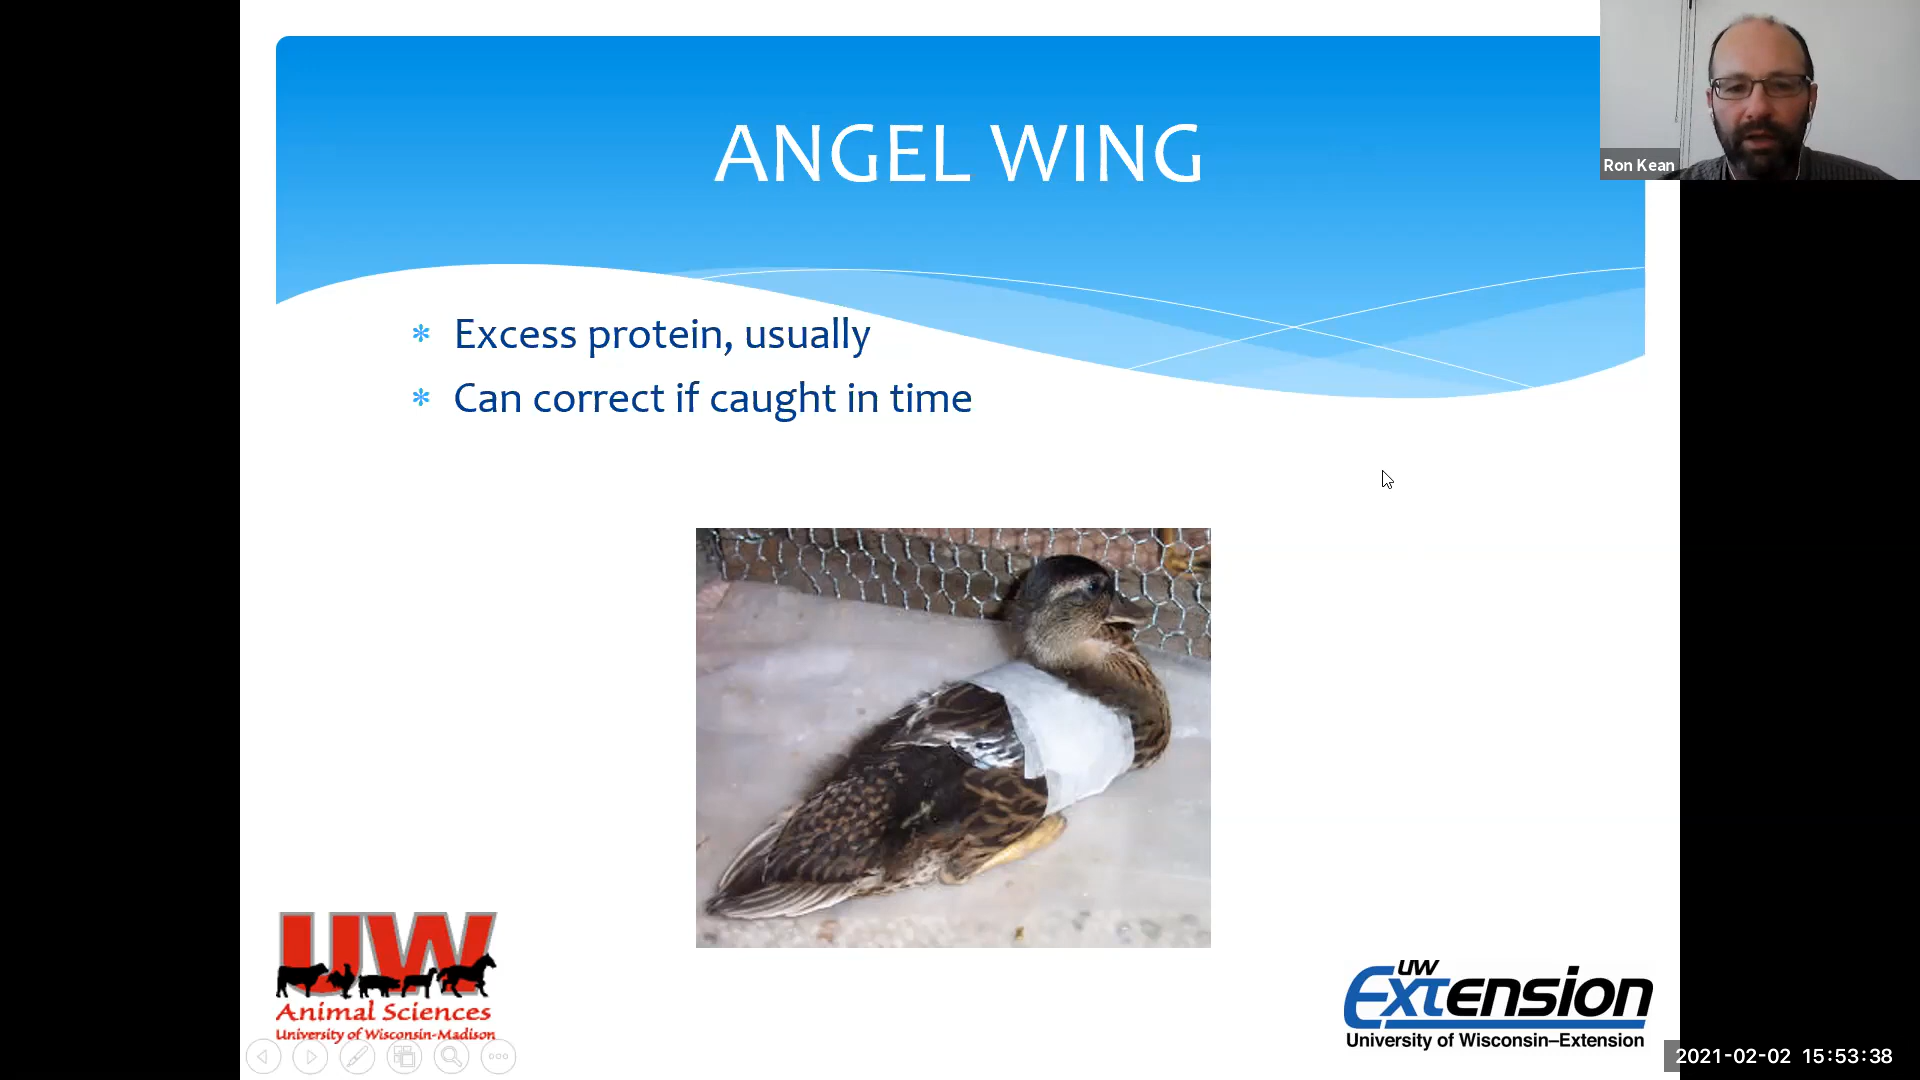 ANGEL WING
Ron Kean
Excess protein, usually
Can correct if caught in time
UW
Animal Sciences
University of Wisconsin-Madison
UW
Extension
University of Wisconsin–Extension
2021-02-02 15:53:38